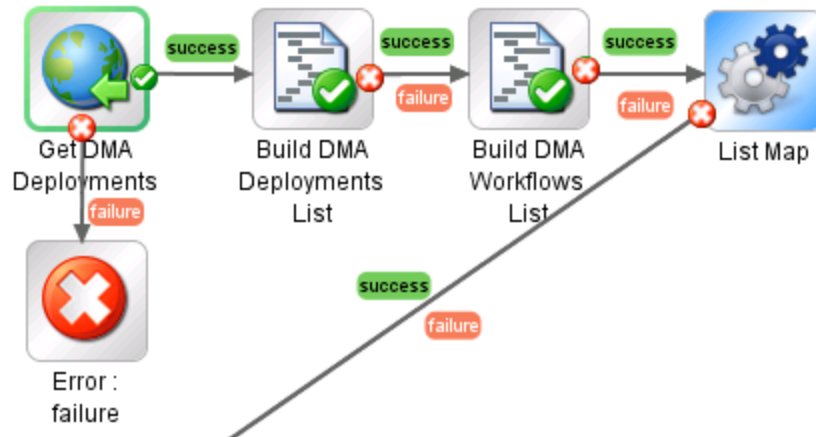 success
success
success
failure
failure
Get DMA
Deployments
Build DMA
Deployments
List
Build DMA
Workflows
List
List Map
failure
success
failure
Error :
failure